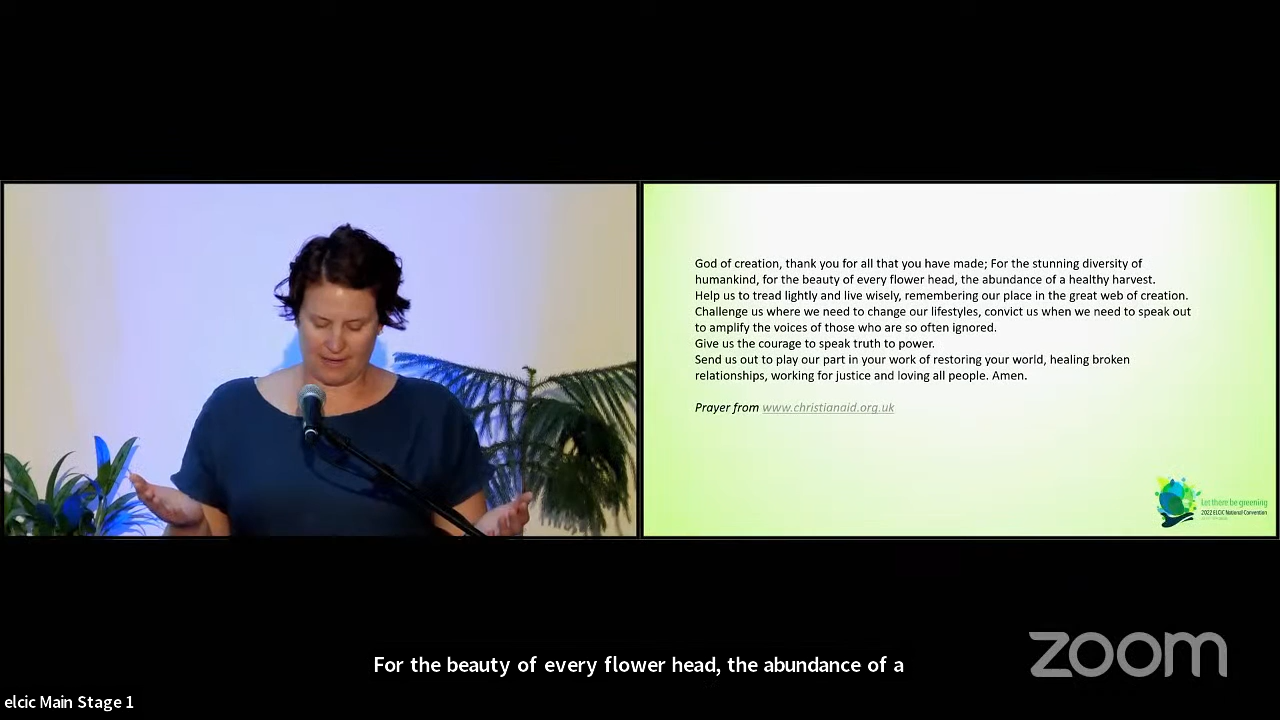 God of creation, thank you for all that you have made; For the stunning diversity of
humankind, for the beauty of every flower head, the abundance of a healthy harvest.
Help us to tread lightly and live wisely, remembering our place in the great web of creation.
Challenge us where we need to change our lifestyles, convict us when we need to speak out
to amplify the voices of those who are so often ignored.
Give us the courage to speak truth to power.
Send us out to play our part in your work of restoring your world, healing broken
relationships, working for justice and loving all people. Amen.
Prayer from www.christianaid.org.uk
Let there be greening
2022 ELCIC National Convention
For the beauty of every flower head, the abundance of a
zoom
elcic Main Stage 1